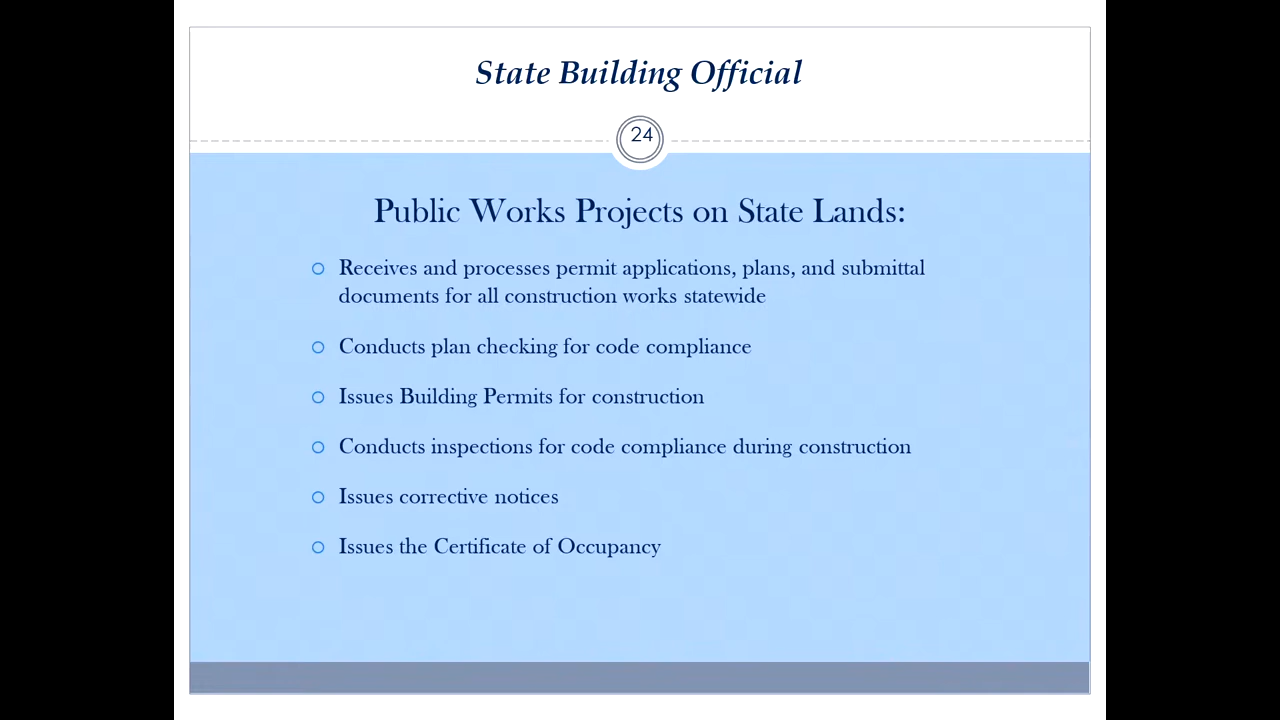 State Building Official
24
Public Works Projects on State Lands:
Receives and processes permit applications, plans, and submittal
documents for all construction works statewide
Conducts plan checking for code compliance
Issues Building Permits for construction
Conducts inspections for code compliance during construction
Issues corrective notices
Issues the Certificate of Occupancy